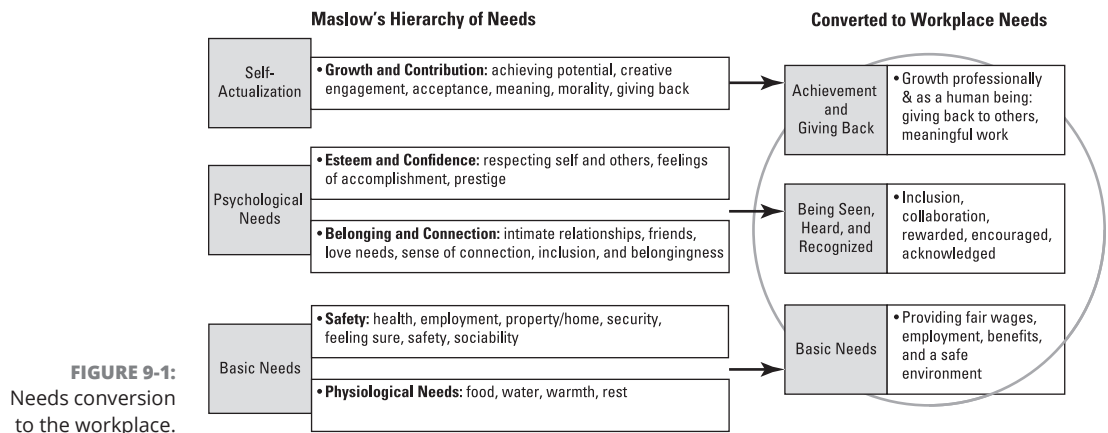 Maslow's Hierarchy of Needs
Converted to Workplace Needs
Self-
Actualization
• Growth and Contribution: achieving potential, creative
engagement, acceptance, meaning, morality, giving back
Achievement
and
Giving Back
• Growth professionally
& as a human being:
giving back to others,
meaningful work
Psychological
Needs
• Esteem and Confidence: respecting self and others, feelings
of accomplishment, prestige
• Belonging and Connection: intimate relationships, friends,
love needs, sense of connection, inclusion, and belongingness
Being Seen,
Heard, and
Recognized
• Inclusion,
collaboration,
rewarded, encouraged,
acknowledged
Basic Needs
• Safety: health, employment, property/home, security,
feeling sure, safety, sociability
• Physiological Needs: food, water, warmth, rest
Basic Needs
• Providing fair wages,
employment, benefits,
and a safe
environment
FIGURE 9-1:
Needs conversion
to the workplace.